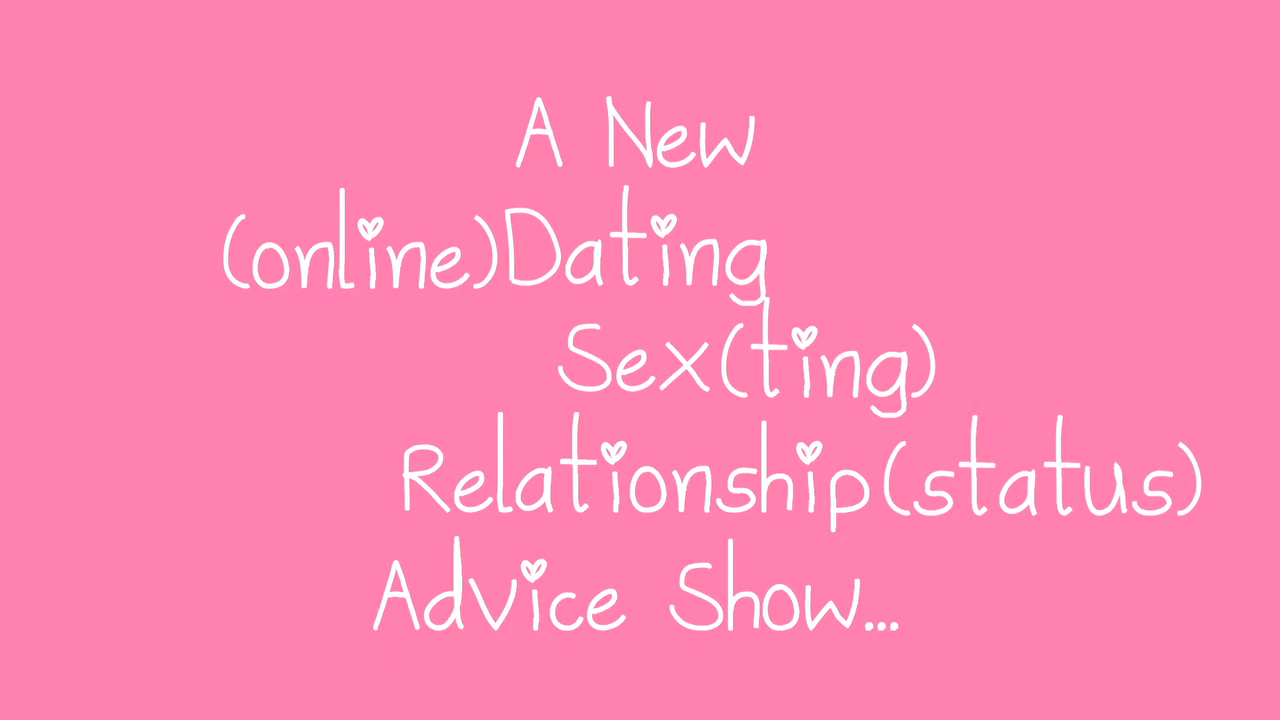 A New
(online)Dating
Sex(ting)
Relationship(status)
Advice Show...